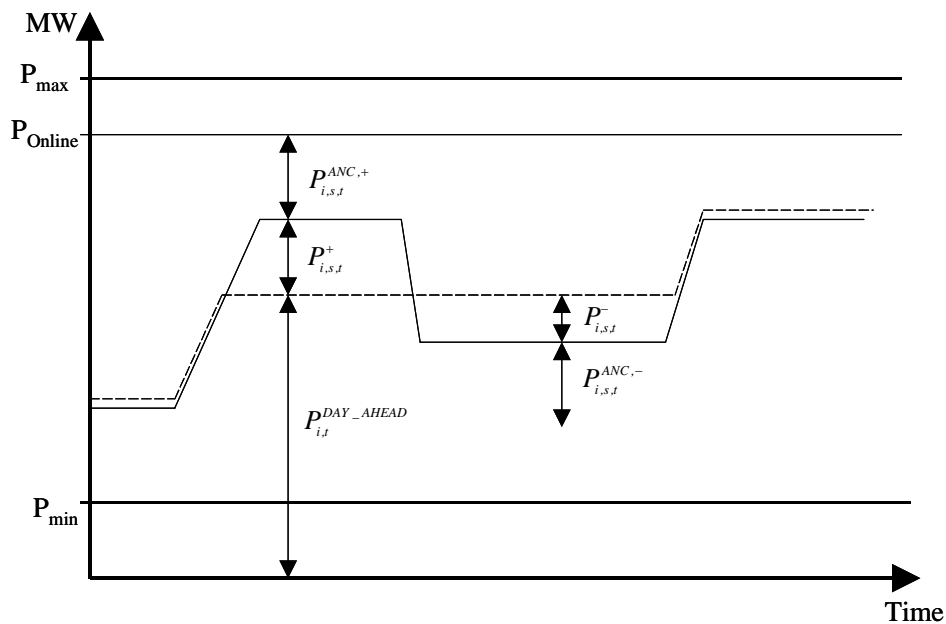 MW
P_max
P_Online
P_{i,s,t}^{ANC,+}
P_{i,s,t}^{+}
P_{i,s,t}^{-}
P_{i,s,t}^{ANC,-}
P_{i,t}^{DAY_AHEAD}
P_min
Time